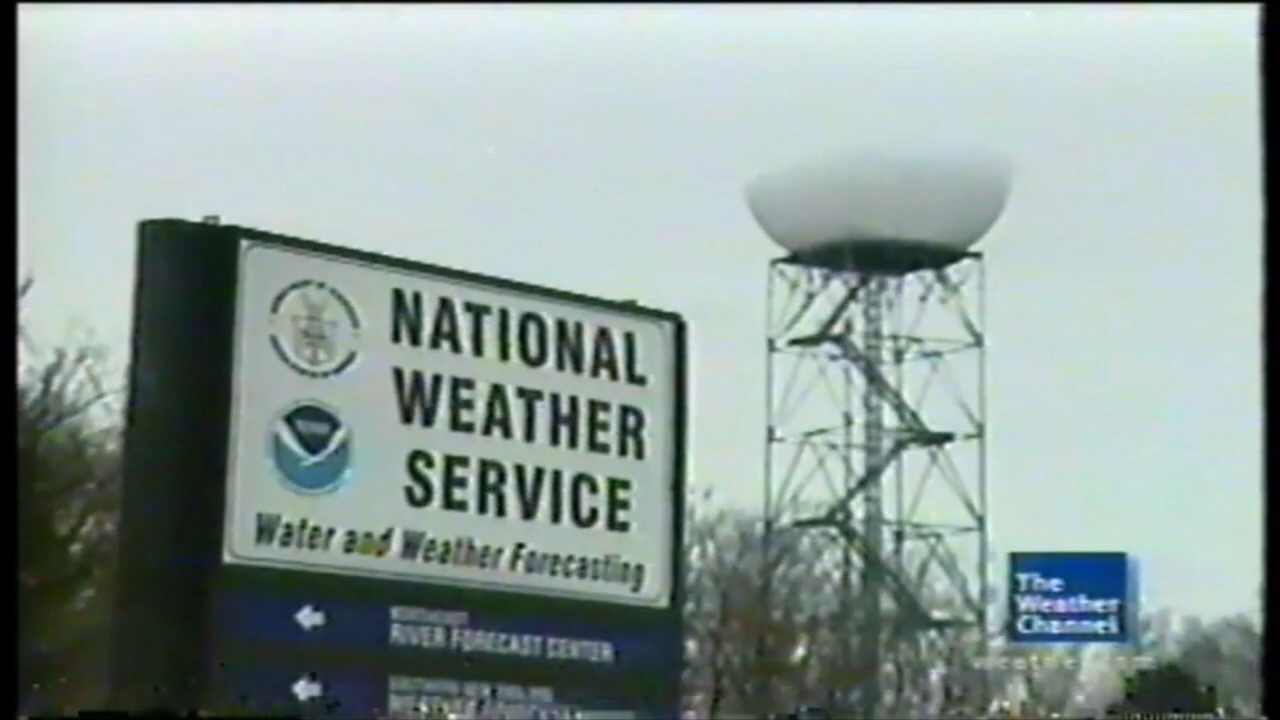 NATIONAL
WEATHER
SERVICE
Water and Weather Forecasting
RIVER FORECAST CENTER
The
Weather
Channel